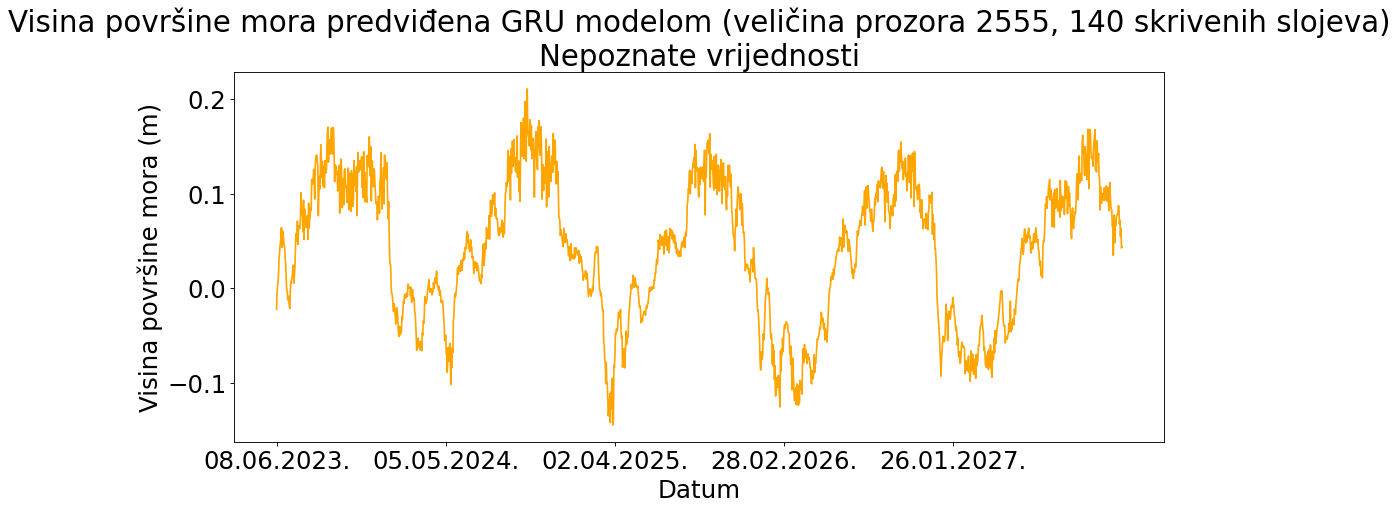 Visina površine mora predviđena GRU modelom (veličina prozora 2555, 140 skrivenih slojeva)
Nepoznate vrijednosti
Visina površine mora (m)
0.2
0.1
0.0
−0.1
08.06.2023. 05.05.2024. 02.04.2025. 28.02.2026. 26.01.2027.
Datum